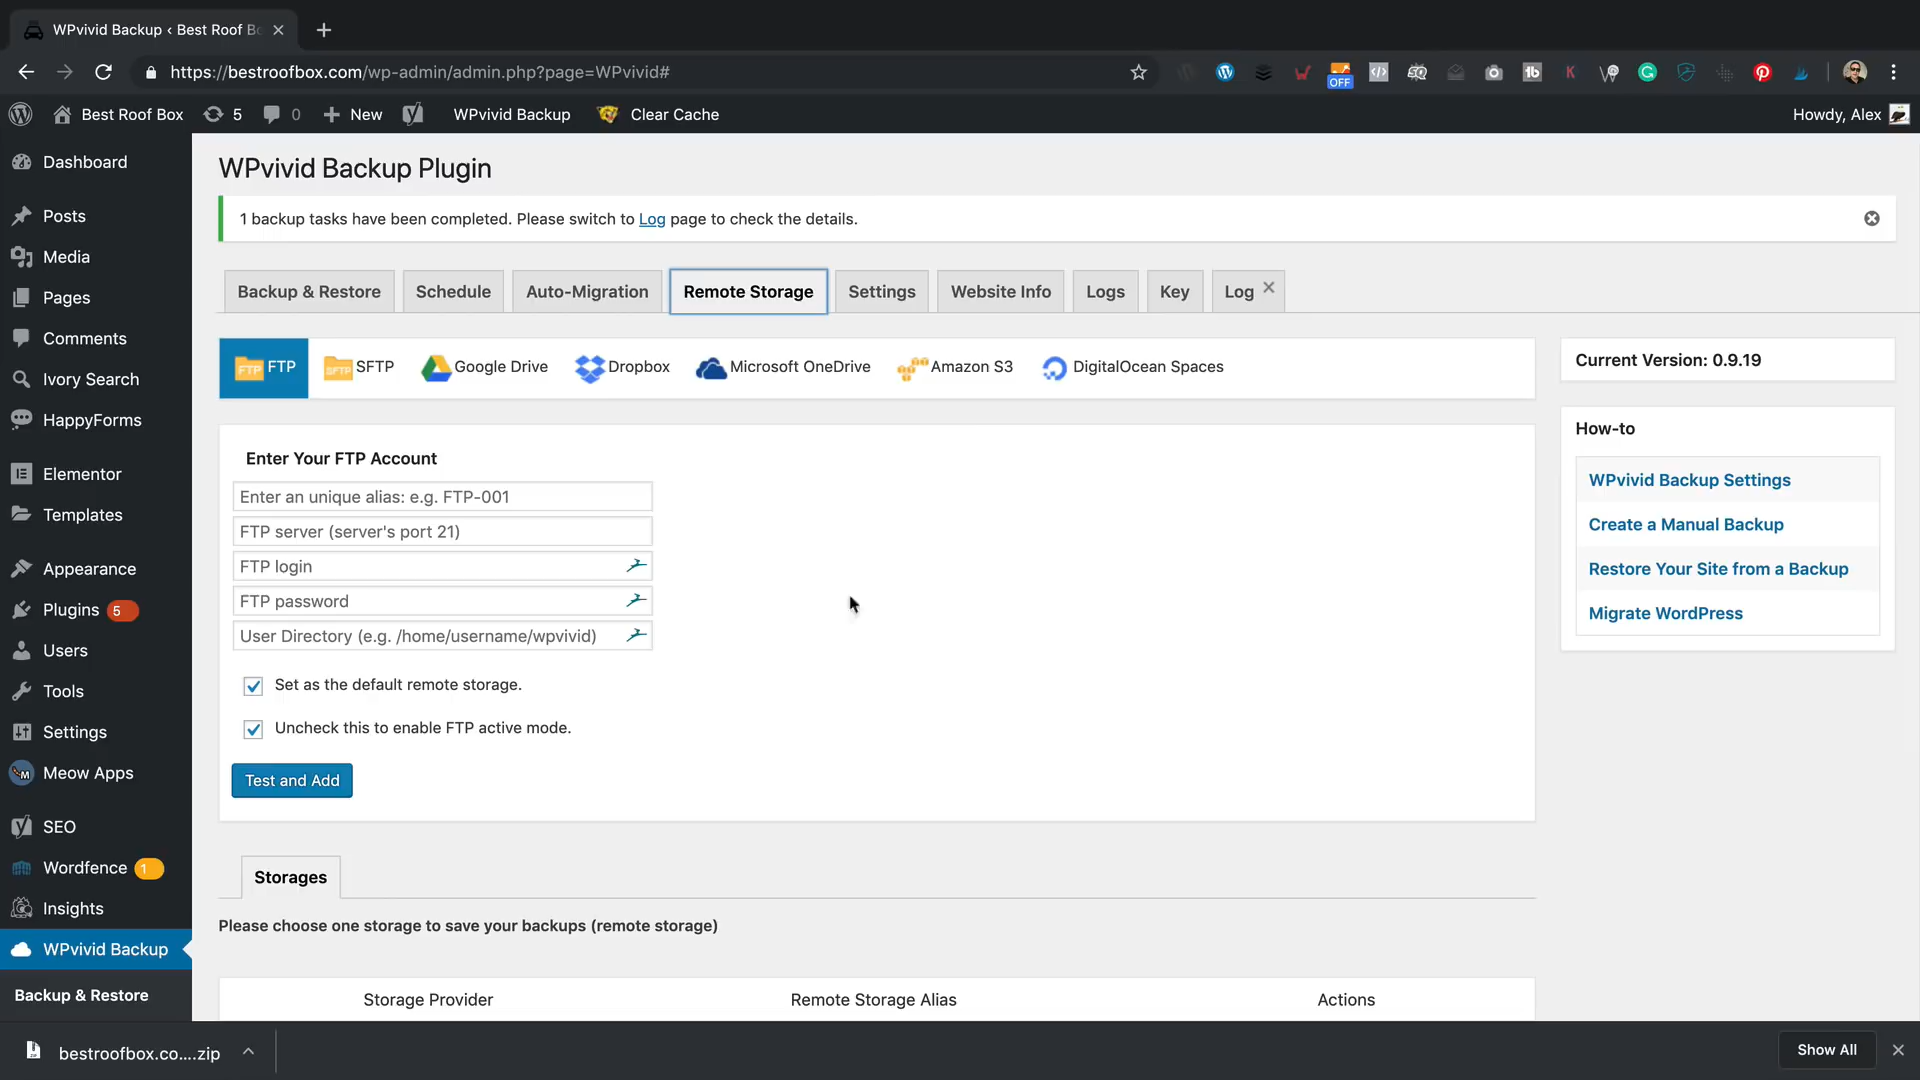 WPvivid Backup ‹ Best Roof Bo
https://bestroofbox.com/wp-admin/admin.php?page=WPvivid#
OFF
Best Roof Box
5
0
New
WPvivid Backup
Clear Cache
Howdy, Alex
Dashboard
Posts
Media
Pages
Comments
Ivory Search
HappyForms
Elementor
Templates
Appearance
Plugins 5
Users
Tools
Settings
Meow Apps
SEO
Wordfence 1
Insights
WPvivid Backup
Backup & Restore
WPvivid Backup Plugin
1 backup tasks have been completed. Please switch to Log page to check the details.
Backup & Restore
Schedule
Auto-Migration
Remote Storage
Settings
Website Info
Logs
Key
Log
FTP FTP
SFTP SFTP
Google Drive
Dropbox
Microsoft OneDrive
Amazon S3
DigitalOcean Spaces
Enter Your FTP Account
Enter an unique alias: e.g. FTP-001
FTP server (server's port 21)
FTP login
FTP password
User Directory (e.g. /home/username/wpvivid)
Set as the default remote storage.
Uncheck this to enable FTP active mode.
Test and Add
Storages
Please choose one storage to save your backups (remote storage)
Storage Provider
Remote Storage Alias
Actions
Current Version: 0.9.19
How-to
WPvivid Backup Settings
Create a Manual Backup
Restore Your Site from a Backup
Migrate WordPress
bestroofbox.co....zip
Show All